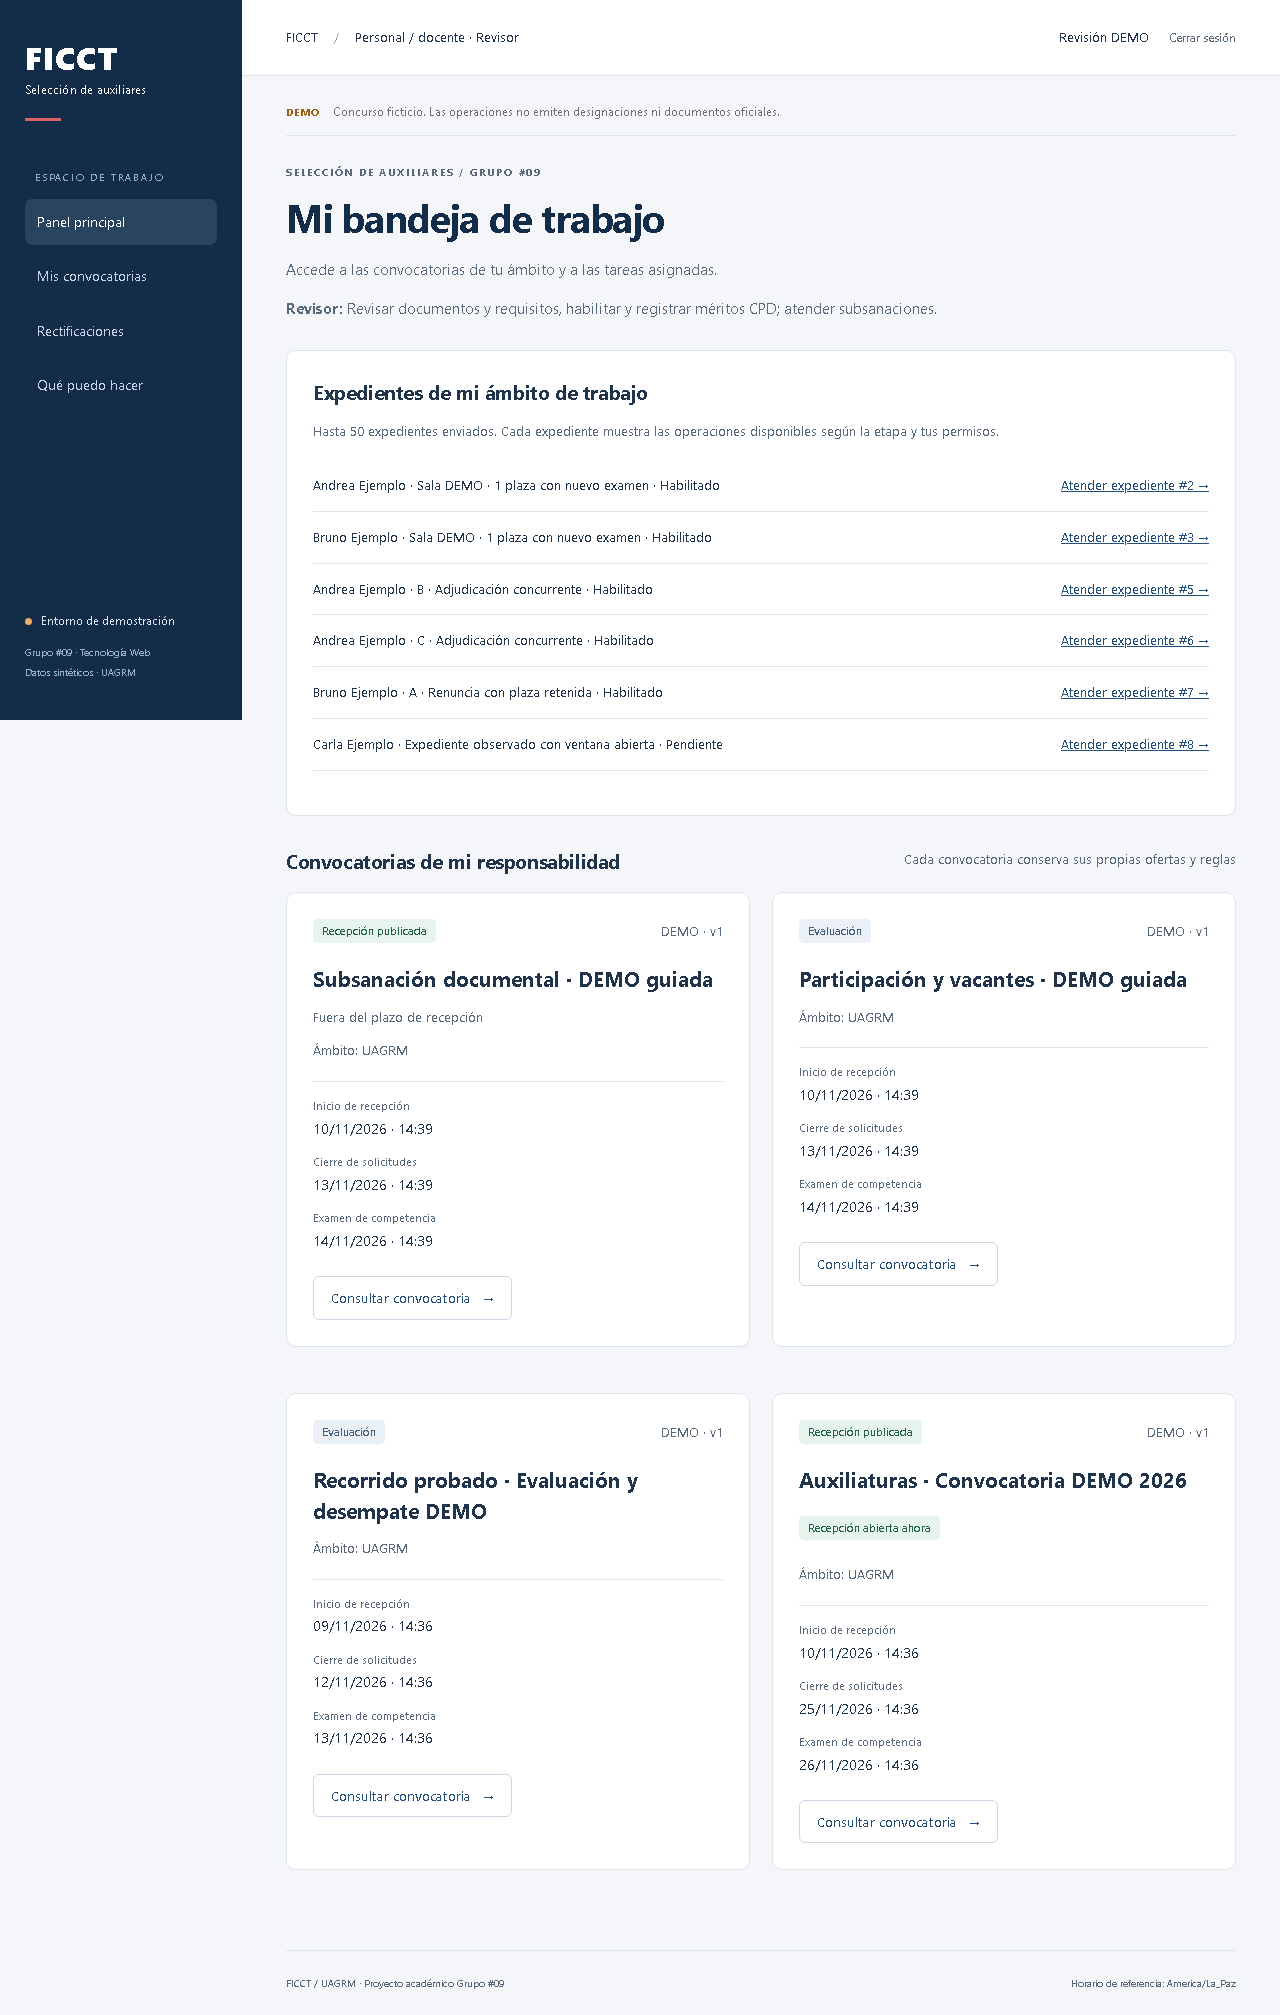 FICCT
Selección de auxiliares
ESPACIO DE TRABAJO
Panel principal
Mis convocatorias
Rectificaciones
Qué puedo hacer
Entorno de demostración
Grupo #09 · Tecnología Web
Datos sintéticos · UAGRM
FICCT / Personal / docente · Revisor
Revisión DEMO Cerrar sesión
DEMO Concurso ficticio. Las operaciones no emiten designaciones ni documentos oficiales.
SELECCIÓN DE AUXILIARES / GRUPO #09
Mi bandeja de trabajo
Accede a las convocatorias de tu ámbito y a las tareas asignadas.
Revisor: Revisar documentos y requisitos, habilitar y registrar méritos CPD; atender subsanaciones.
Expedientes de mi ámbito de trabajo
Hasta 50 expedientes enviados. Cada expediente muestra las operaciones disponibles según la etapa y tus permisos.
Andrea Ejemplo · Sala DEMO · 1 plaza con nuevo examen · Habilitado Atender expediente #2 →
Bruno Ejemplo · Sala DEMO · 1 plaza con nuevo examen · Habilitado Atender expediente #3 →
Andrea Ejemplo · B · Adjudicación concurrente · Habilitado Atender expediente #5 →
Andrea Ejemplo · C · Adjudicación concurrente · Habilitado Atender expediente #6 →
Bruno Ejemplo · A · Renuncia con plaza retenida · Habilitado Atender expediente #7 →
Carla Ejemplo · Expediente observado con ventana abierta · Pendiente Atender expediente #8 →
Convocatorias de mi responsabilidad
Cada convocatoria conserva sus propias ofertas y reglas
Recepción publicada DEMO · v1
Subsanación documental · DEMO guiada
Fuera del plazo de recepción
Ámbito: UAGRM
Inicio de recepción
10/11/2026 · 14:39
Cierre de solicitudes
13/11/2026 · 14:39
Examen de competencia
14/11/2026 · 14:39
Consultar convocatoria →
Evaluación DEMO · v1
Participación y vacantes · DEMO guiada
Ámbito: UAGRM
Inicio de recepción
10/11/2026 · 14:39
Cierre de solicitudes
13/11/2026 · 14:39
Examen de competencia
14/11/2026 · 14:39
Consultar convocatoria →
Evaluación DEMO · v1
Recorrido probado · Evaluación y
desempate DEMO
Ámbito: UAGRM
Inicio de recepción
09/11/2026 · 14:36
Cierre de solicitudes
12/11/2026 · 14:36
Examen de competencia
13/11/2026 · 14:36
Consultar convocatoria →
Recepción publicada DEMO · v1
Auxiliaturas · Convocatoria DEMO 2026
Recepción abierta ahora
Ámbito: UAGRM
Inicio de recepción
10/11/2026 · 14:36
Cierre de solicitudes
25/11/2026 · 14:36
Examen de competencia
26/11/2026 · 14:36
Consultar convocatoria →
FICCT / UAGRM · Proyecto académico Grupo #09
Horario de referencia: America/La_Paz